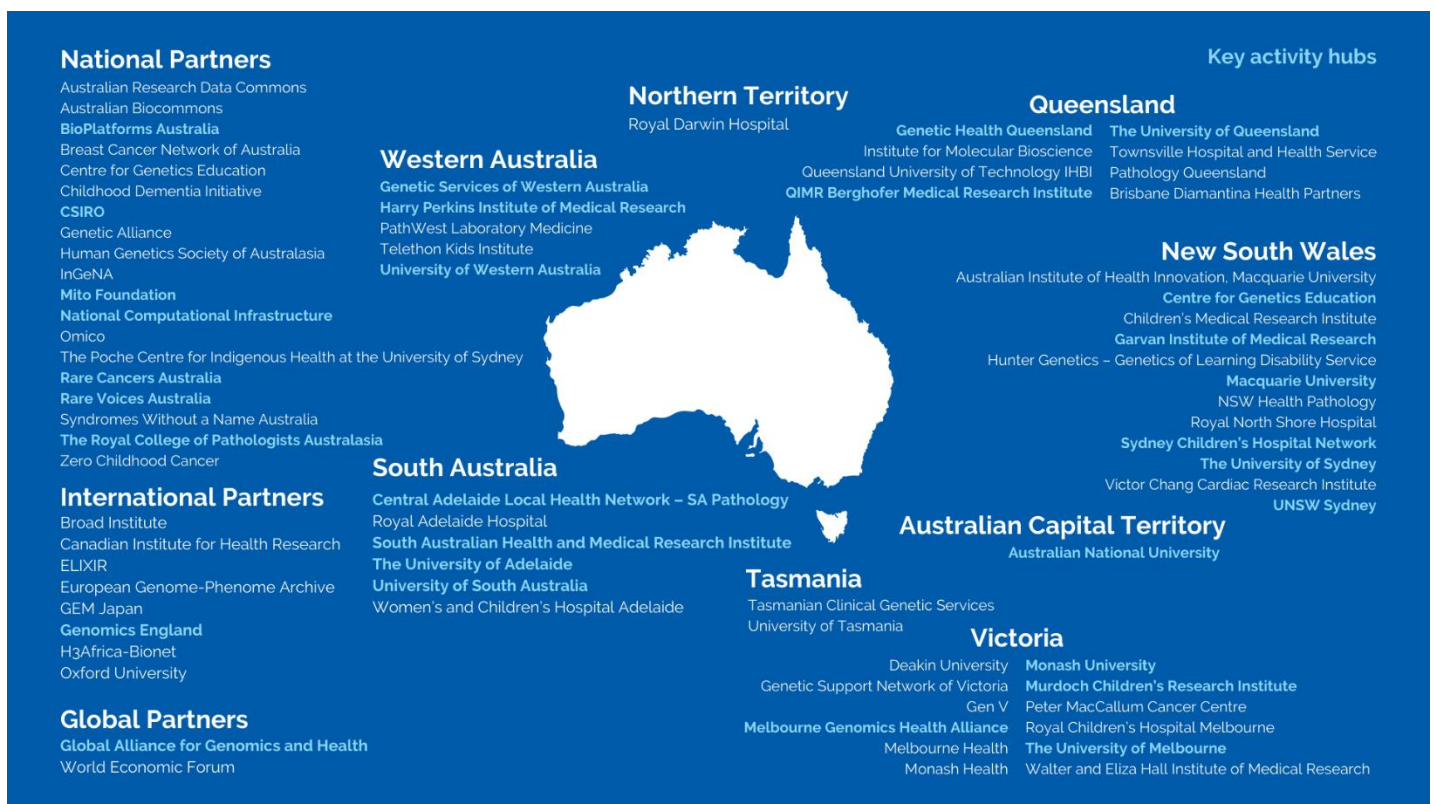 National Partners
Australian Research Data Commons
Australian Biocommons
BioPlatforms Australia
Breast Cancer Network of Australia
Centre for Genetics Education
Childhood Dementia Initiative
CSIRO
Genetic Alliance
Human Genetics Society of Australasia
InGeNA
Mito Foundation
National Computational Infrastructure
Omico
The Poche Centre for Indigenous Health at the University of Sydney
Rare Cancers Australia
Rare Voices Australia
Syndromes Without a Name Australia
The Royal College of Pathologists Australasia
Zero Childhood Cancer
International Partners
Broad Institute
Canadian Institute for Health Research
ELIXIR
European Genome-Phenome Archive
GEM Japan
Genomics England
H3Africa-Bionet
Oxford University
Global Partners
Global Alliance for Genomics and Health
World Economic Forum
Western Australia
Genetic Services of Western Australia
Harry Perkins Institute of Medical Research
PathWest Laboratory Medicine
Telethon Kids Institute
University of Western Australia
South Australia
Central Adelaide Local Health Network – SA Pathology
Royal Adelaide Hospital
South Australian Health and Medical Research Institute
The University of Adelaide
University of South Australia
Women's and Children's Hospital Adelaide
Northern Territory
Royal Darwin Hospital
Key activity hubs
Queensland
Genetic Health Queensland
Institute for Molecular Bioscience
Queensland University of Technology IHBI
QIMR Berghofer Medical Research Institute
The University of Queensland
Townsville Hospital and Health Service
Pathology Queensland
Brisbane Diamantina Health Partners
New South Wales
Australian Institute of Health Innovation, Macquarie University
Centre for Genetics Education
Children's Medical Research Institute
Garvan Institute of Medical Research
Hunter Genetics – Genetics of Learning Disability Service
Macquarie University
NSW Health Pathology
Royal North Shore Hospital
Sydney Children's Hospital Network
The University of Sydney
Victor Chang Cardiac Research Institute
UNSW Sydney
Australian Capital Territory
Australian National University
Tasmania
Tasmanian Clinical Genetic Services
University of Tasmania
Victoria
Deakin University
Genetic Support Network of Victoria
Gen V
Melbourne Genomics Health Alliance
Melbourne Health
Monash Health
Monash University
Murdoch Children's Research Institute
Peter MacCallum Cancer Centre
Royal Children's Hospital Melbourne
The University of Melbourne
Walter and Eliza Hall Institute of Medical Research